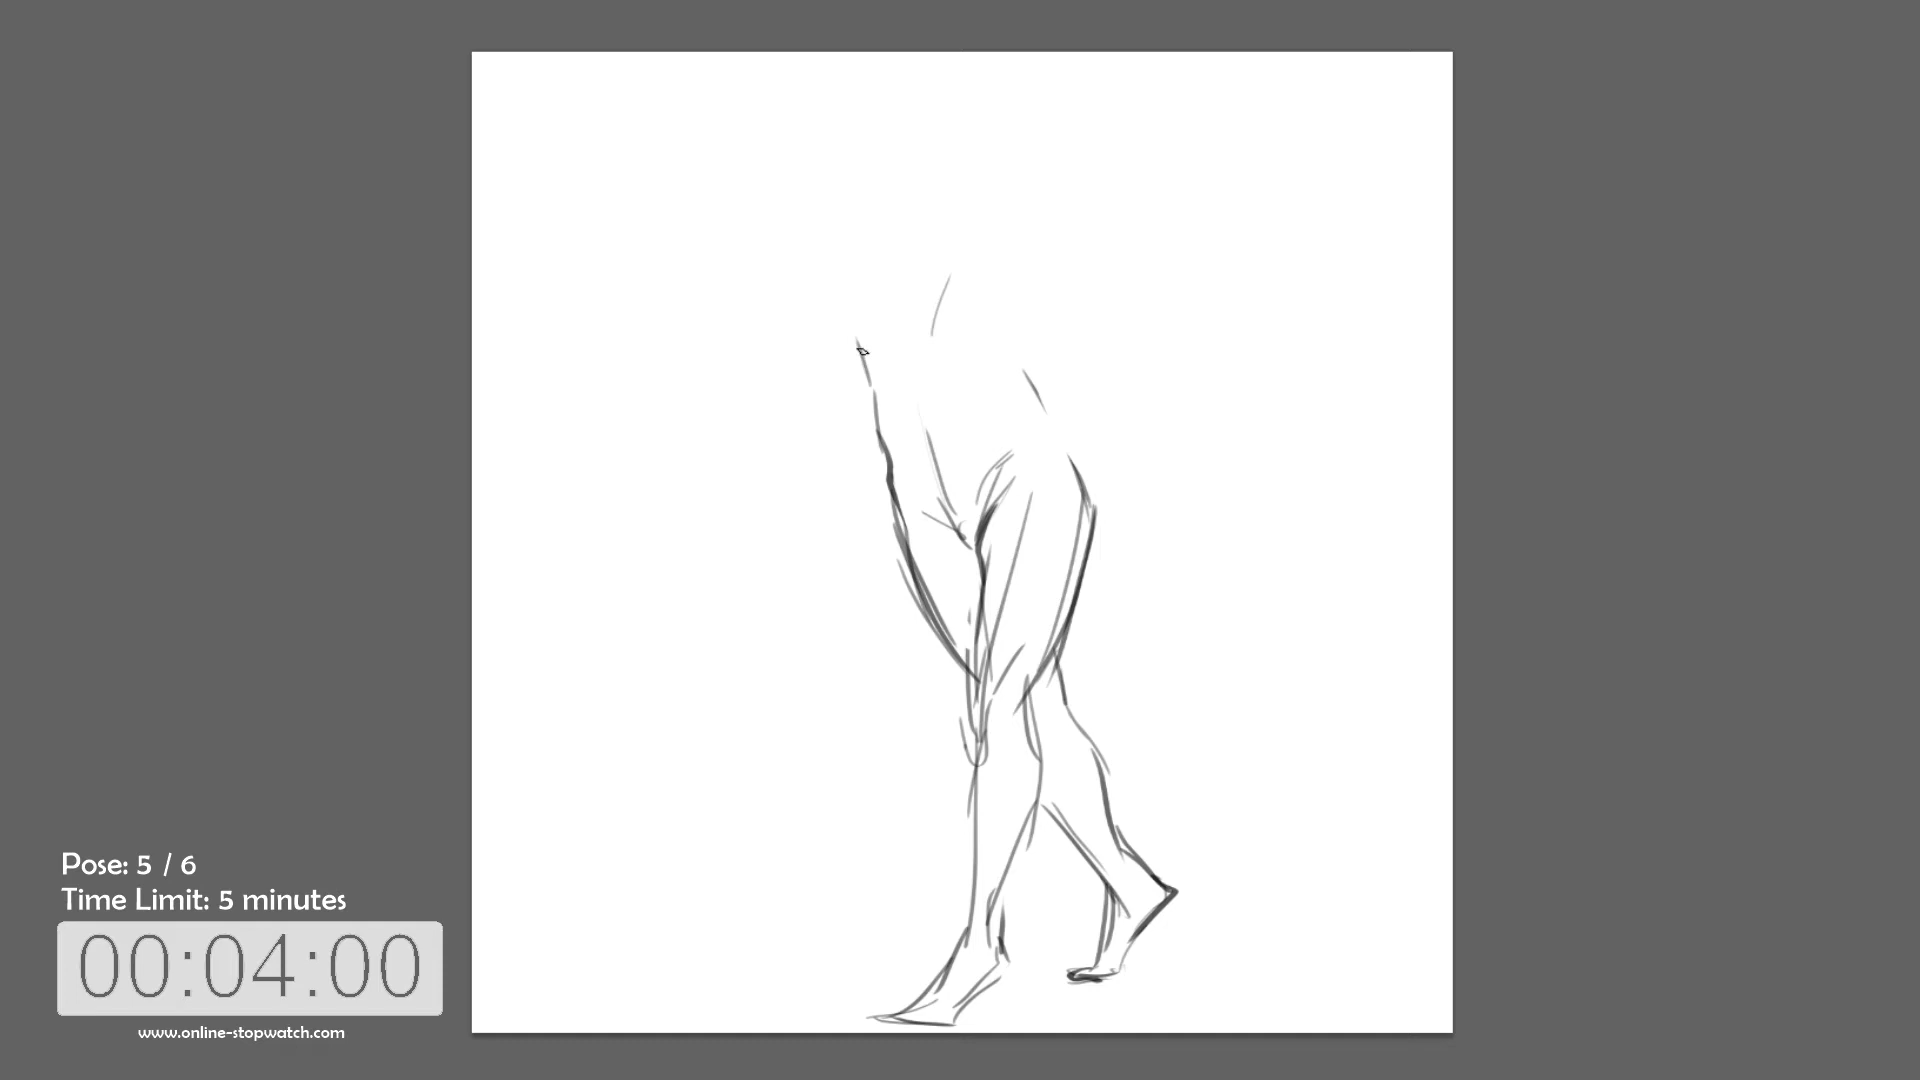 Pose: 5 / 6
Time Limit: 5 minutes
00:04:00
www.online-stopwatch.com